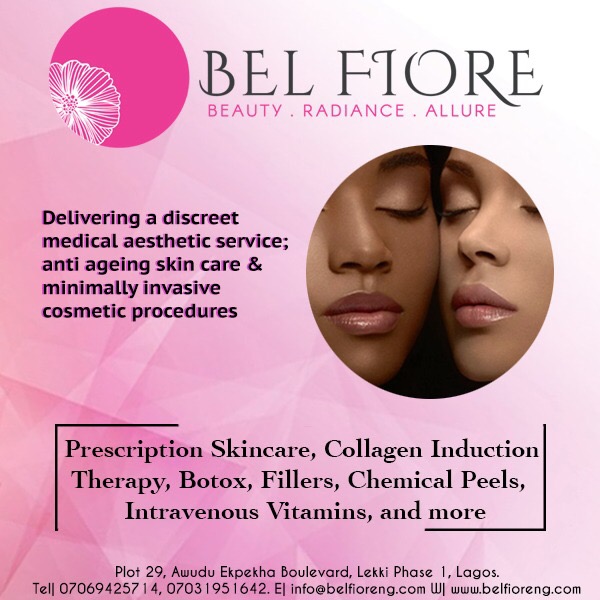 BEL FIORE
BEAUTY . RADIANCE . ALLURE
Delivering a discreet
medical aesthetic service;
anti ageing skin care &
minimally invasive
cosmetic procedures
Prescription Skincare, Collagen Induction
Therapy, Botox, Fillers, Chemical Peels,
Intravenous Vitamins, and more
Plot 29, Awudu Ekpekha Boulevard, Lekki Phase 1, Lagos.
Tel| 07069425714, 07031951642. E| info@belfioreng.com W| www.belfioreng.com